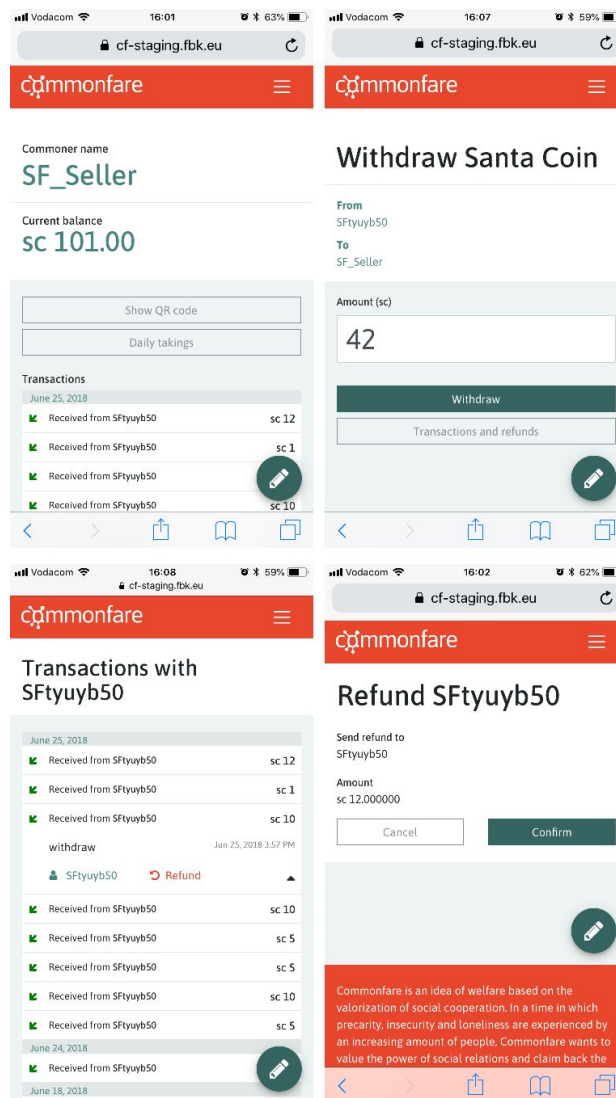 Vodacom 16:01 63%
cf-staging.fbk.eu
commonfare
Commoner name
SF_Seller
Current balance
sc 101.00
Show QR code
Daily takings
Transactions
June 25, 2018
Received from SFtyuyb50 sc 12
Received from SFtyuyb50 sc 1
Received from SFtyuyb50
Received from SFtyuyb50 sc 10
Vodacom 16:07 59%
cf-staging.fbk.eu
commonfare
Withdraw Santa Coin
From
SFtyuyb50
To
SF_Seller
Amount (sc)
42
Withdraw
Transactions and refunds
Vodacom 16:08 59%
cf-staging.fbk.eu
commonfare
Transactions with
SFtyuyb50
June 25, 2018
Received from SFtyuyb50 sc 12
Received from SFtyuyb50 sc 1
Received from SFtyuyb50 sc 10
withdraw Jun 25, 2018 3:57 PM
SFtyuyb50 Refund
Received from SFtyuyb50 sc 10
Received from SFtyuyb50 sc 5
Received from SFtyuyb50 sc 5
Received from SFtyuyb50 sc 10
Received from SFtyuyb50 sc 5
June 24, 2018
Received from SFtyuyb50
June 18, 2018
Vodacom 16:02 62%
cf-staging.fbk.eu
commonfare
Refund SFtyuyb50
Send refund to
SFtyuyb50
Amount
sc 12.000000
Cancel Confirm
Commonfare is an idea of welfare based on the
valorization of social cooperation. In a time in which
precarity, insecurity and loneliness are experienced by
an increasing amount of people, Commonfare wants to
value the power of social relations and claim back the